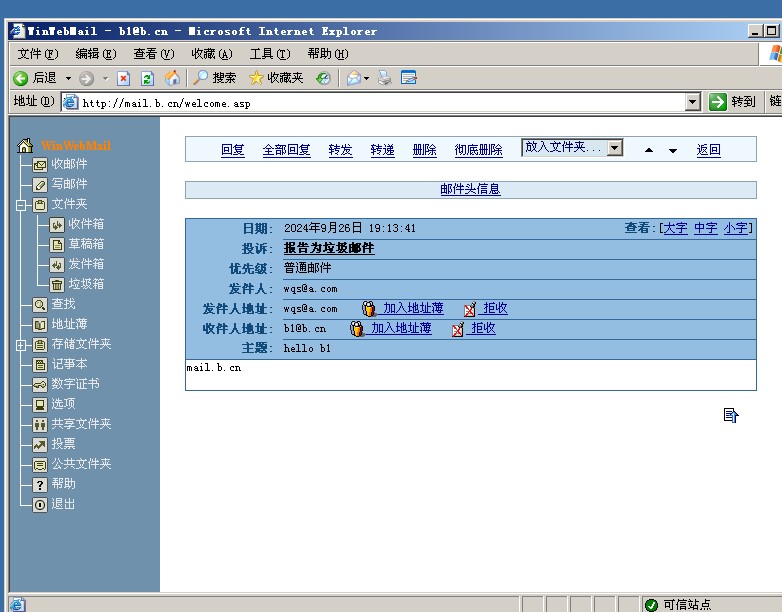 WinWebMail - b1@b.cn - Microsoft Internet Explorer
文件(F) 编辑(E) 查看(V) 收藏(A) 工具(T) 帮助(H)
后退 搜索 收藏夹
地址(D) http://mail.b.cn/welcome.asp 转到 链
WinWebMail
收邮件
写邮件
文件夹
收件箱
草稿箱
发件箱
垃圾箱
查找
地址簿
存储文件夹
记事本
数字证书
选项
共享文件夹
投票
公共文件夹
帮助
退出
回复 全部回复 转发 转递 删除 彻底删除 放入文件夹... 返回
邮件头信息
日期: 2024年9月26日 19:13:41 查看:[大字 中字 小字]
投诉: 报告为垃圾邮件
优先级: 普通邮件
发件人: wqs@a.com
发件人地址: wqs@a.com 加入地址薄 拒收
收件人地址: b1@b.cn 加入地址薄 拒收
主题: hello b1
mail.b.cn
可信站点